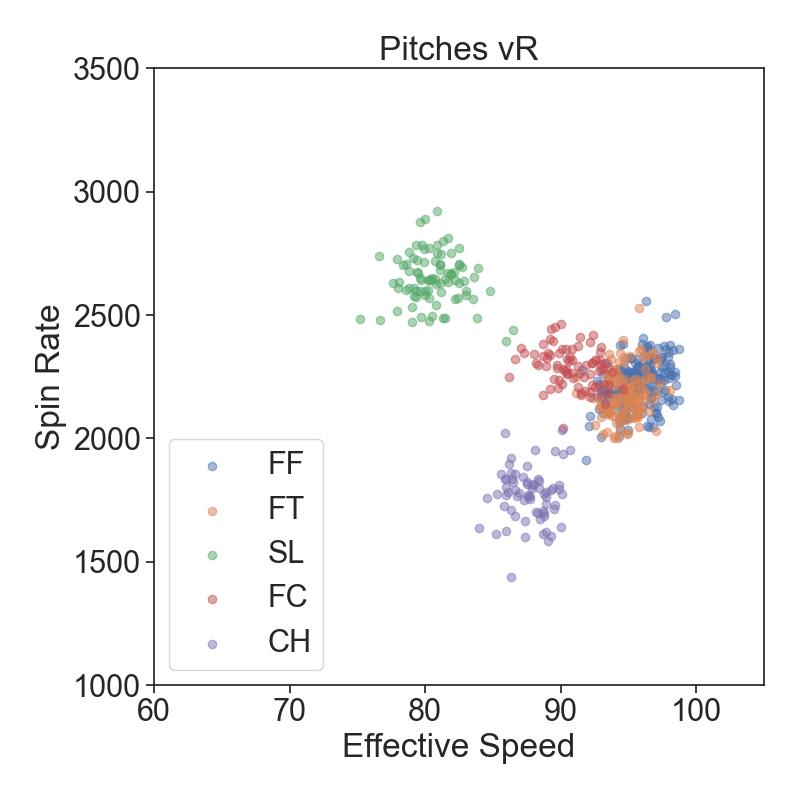 Pitches vR
3500
3000
2500
2000
1500
1000
Spin Rate
FF
FT
SL
FC
CH
60 70 80 90 100
Effective Speed